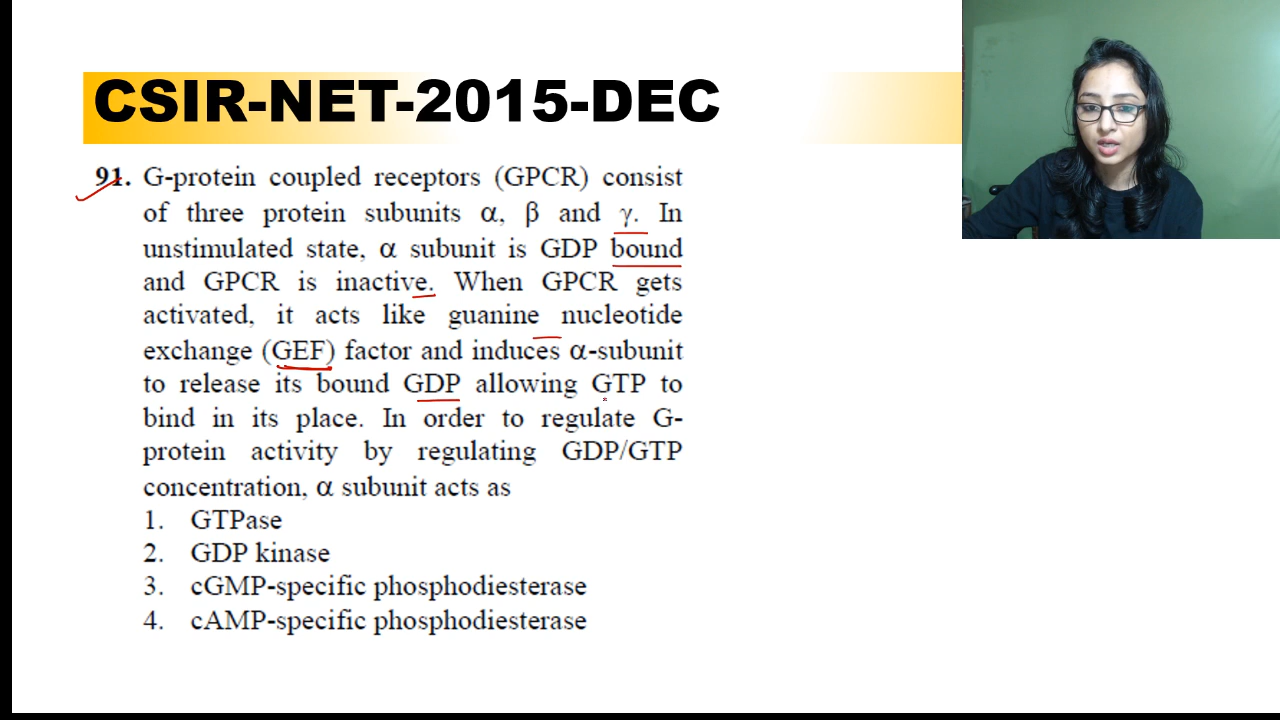 CSIR-NET-2015-DEC
91. G-protein coupled receptors (GPCR) consist
of three protein subunits α, β and γ. In
unstimulated state, α subunit is GDP bound
and GPCR is inactive. When GPCR gets
activated, it acts like guanine nucleotide
exchange (GEF) factor and induces α-subunit
to release its bound GDP allowing GTP to
bind in its place. In order to regulate G-
protein activity by regulating GDP/GTP
concentration, α subunit acts as
1. GTPase
2. GDP kinase
3. cGMP-specific phosphodiesterase
4. cAMP-specific phosphodiesterase